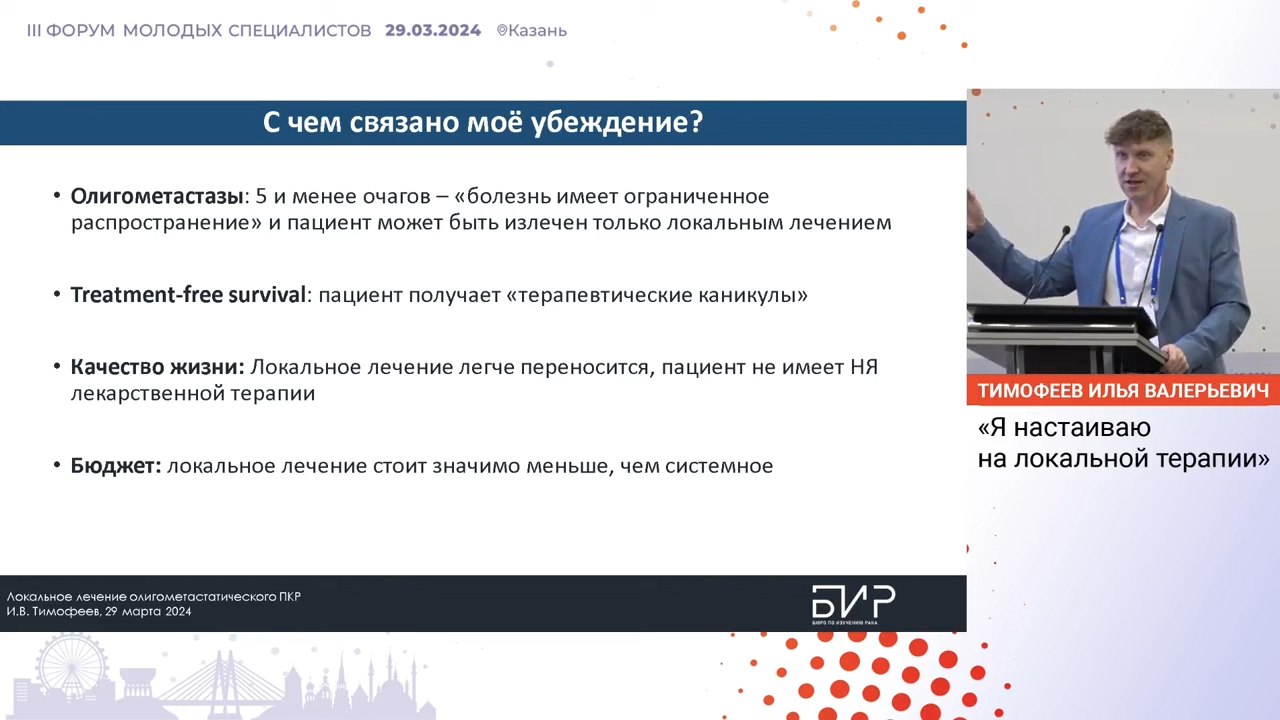 III ФОРУМ МОЛОДЫХ СПЕЦИАЛИСТОВ 29.03.2024 Казань
С чем связано моё убеждение?
• Олигометастазы: 5 и менее очагов – «болезнь имеет ограниченное
распространение» и пациент может быть излечен только локальным лечением
• Treatment-free survival: пациент получает «терапевтические каникулы»
• Качество жизни: Локальное лечение легче переносится, пациент не имеет НЯ
лекарственной терапии
• Бюджет: локальное лечение стоит значимо меньше, чем системное
ТИМОФЕЕВ ИЛЬЯ ВАЛЕРЬЕВИЧ
«Я настаиваю
на локальной терапии»
Локальное лечение олигометастатического ПКР
И.В. Тимофеев, 29 марта 2024
БИР
БЮРО ПО ИЗУЧЕНИЮ РАКА